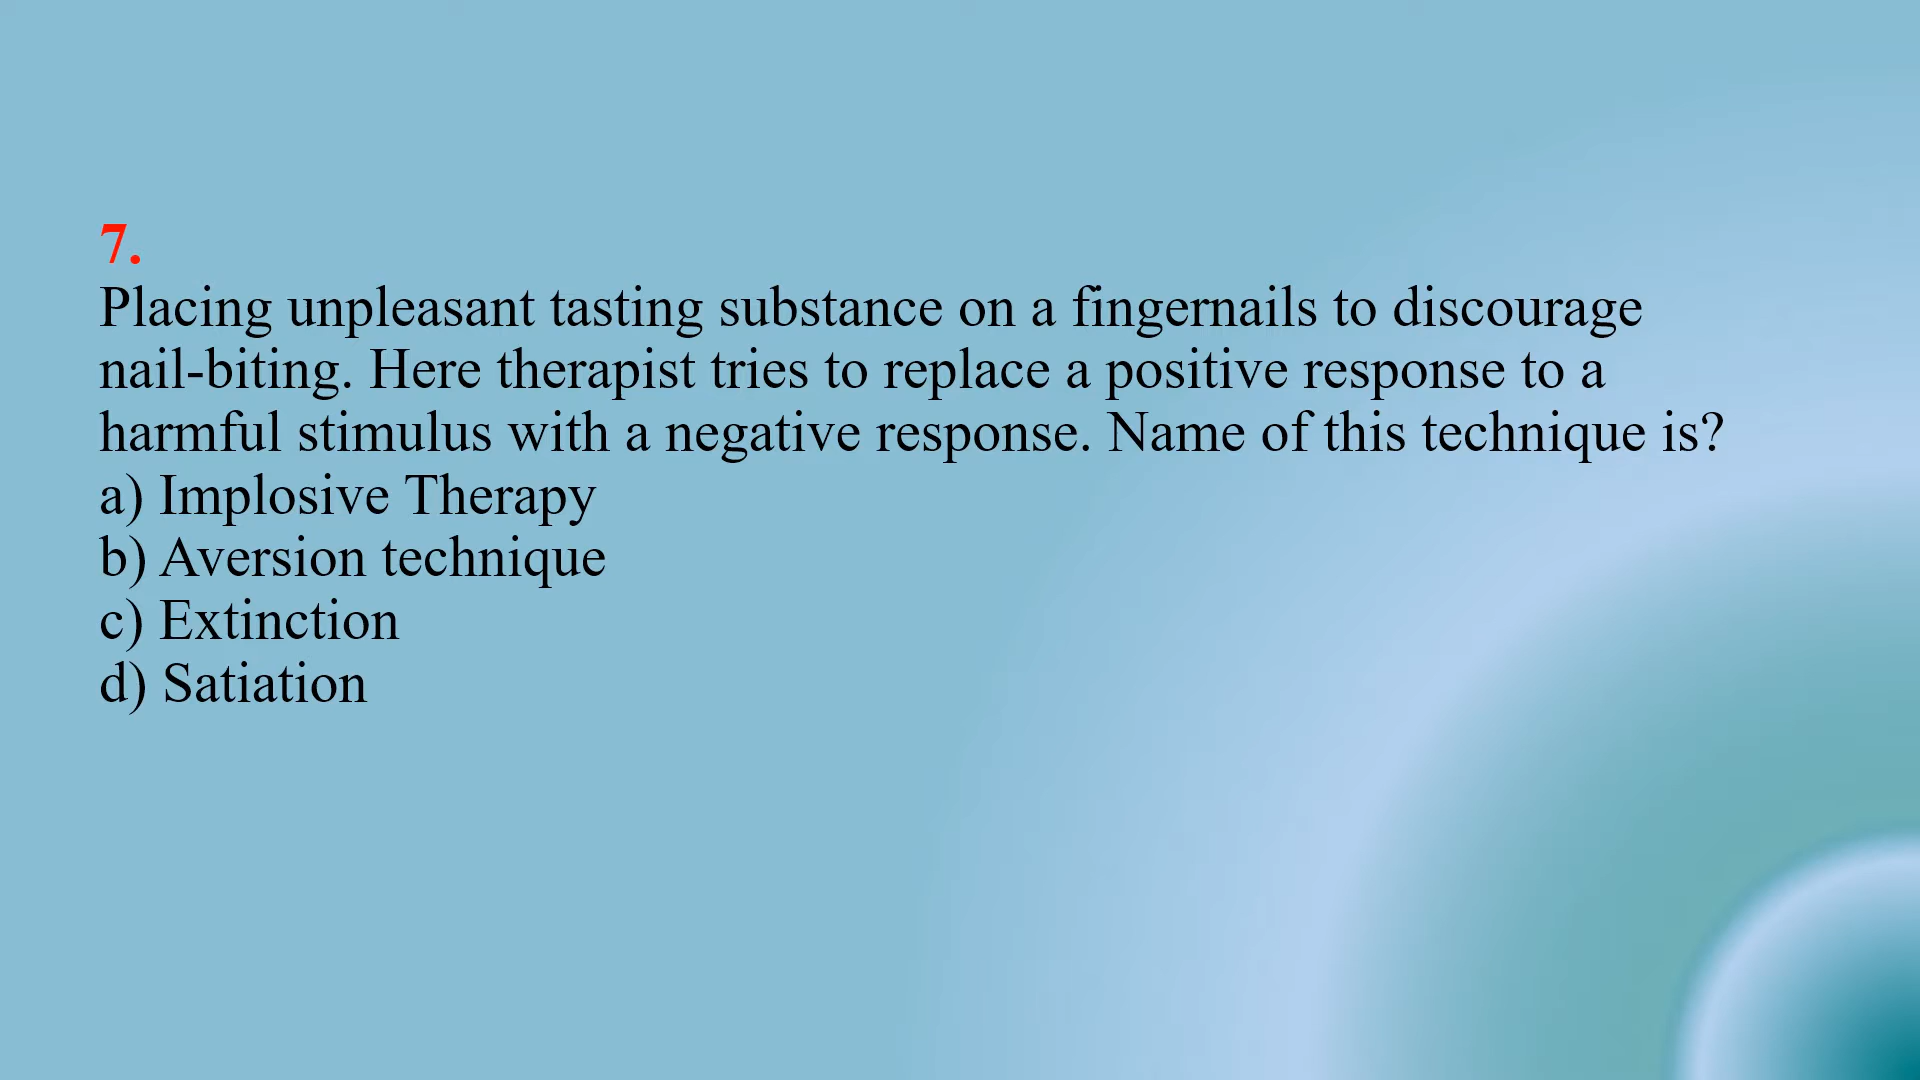 7.
Placing unpleasant tasting substance on a fingernails to discourage
nail-biting. Here therapist tries to replace a positive response to a
harmful stimulus with a negative response. Name of this technique is?
a) Implosive Therapy
b) Aversion technique
c) Extinction
d) Satiation